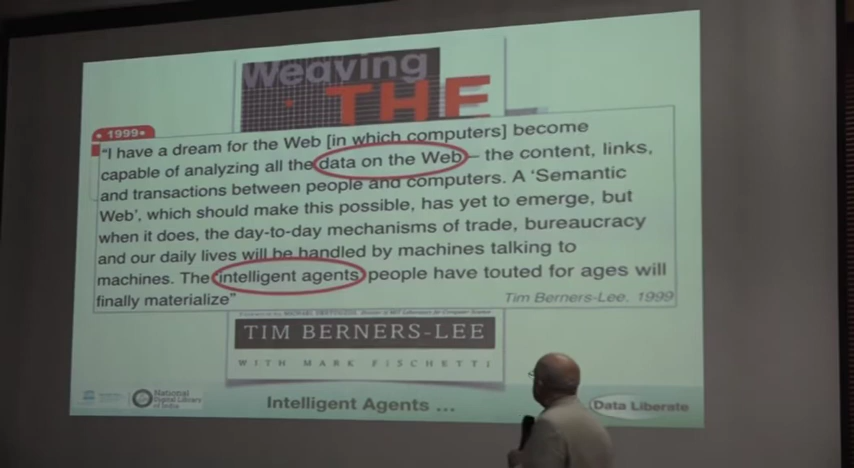 Weaving
THE
• 1999 •
“I have a dream for the Web [in which computers] become
capable of analyzing all the data on the Web – the content, links,
and transactions between people and computers. A ‘Semantic
Web’, which should make this possible, has yet to emerge, but
when it does, the day-to-day mechanisms of trade, bureaucracy
and our daily lives will be handled by machines talking to
machines. The intelligent agents people have touted for ages will
finally materialize”
Tim Berners-Lee, 1999
TIM BERNERS-LEE
WITH MARK FISCHETTI
National
Digital Library
of India
Intelligent Agents ...
Data Liberate